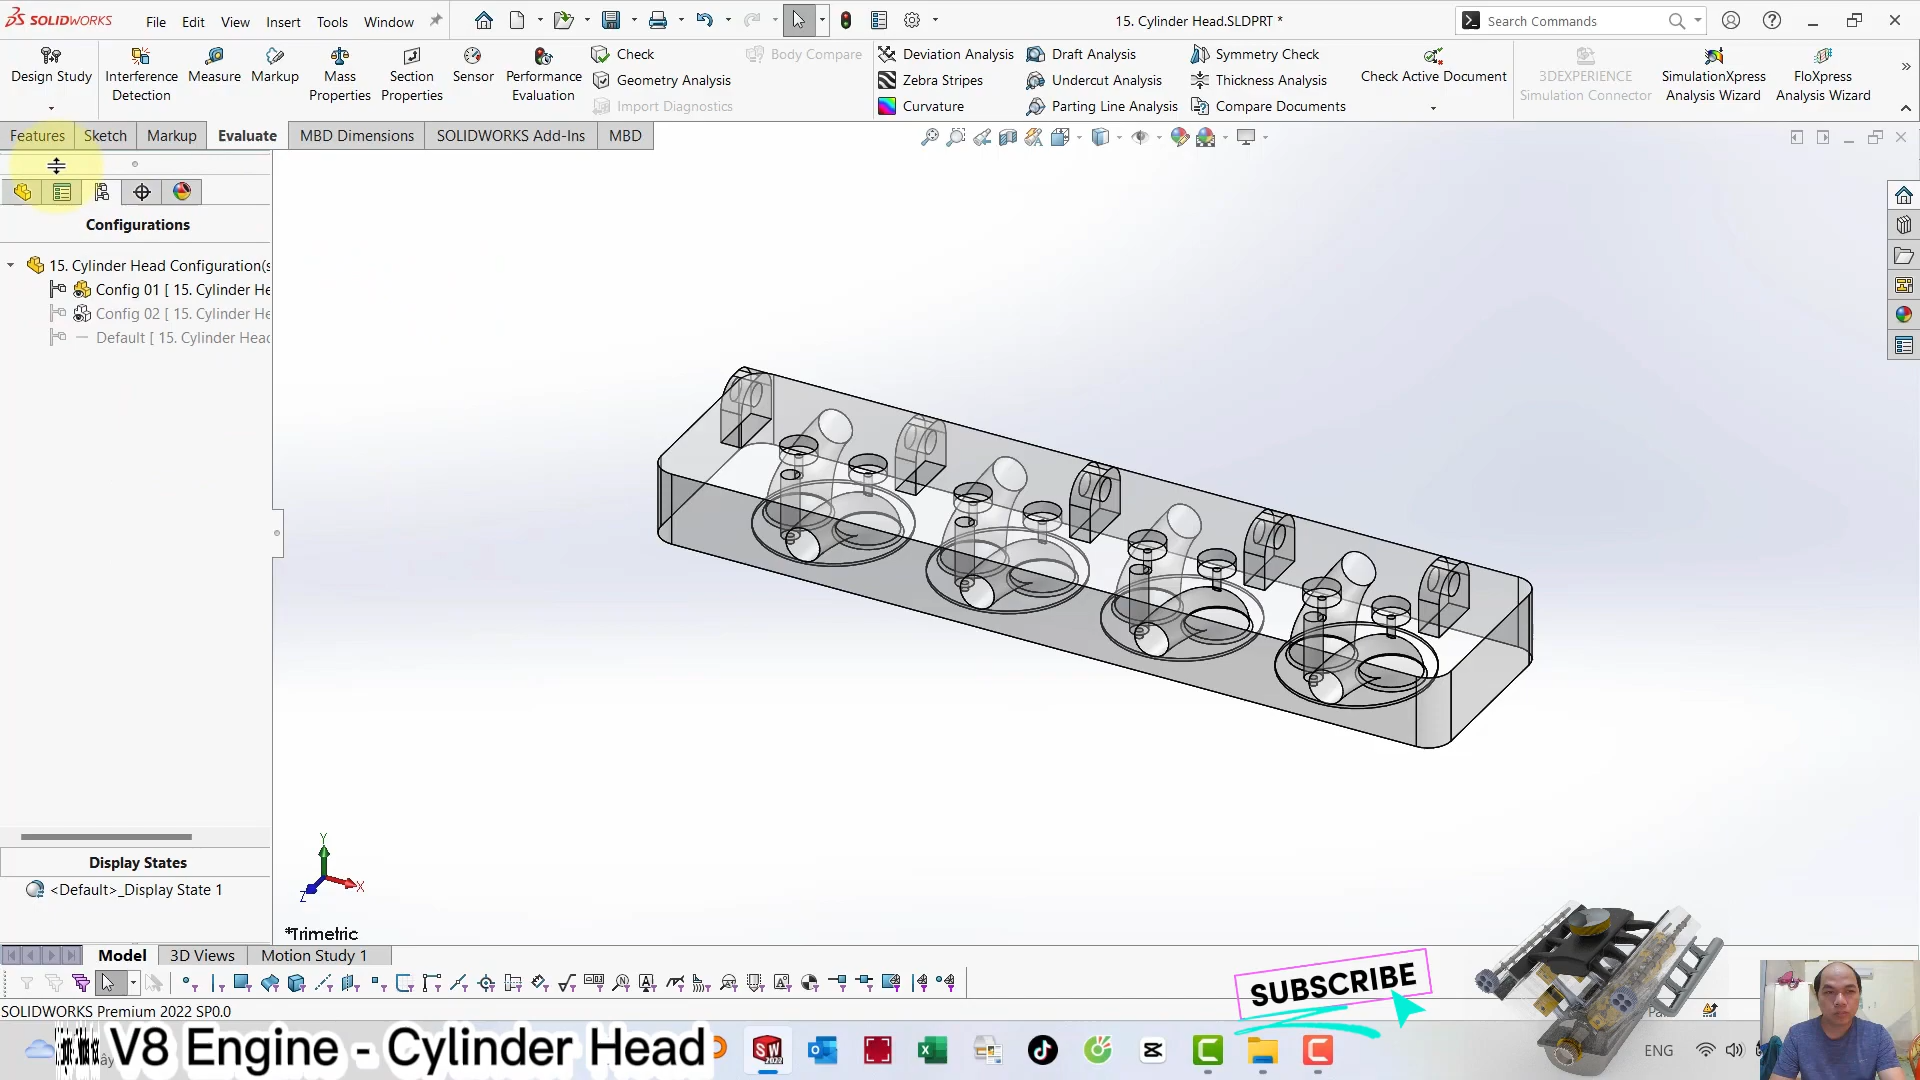 SOLIDWORKS File Edit View Insert Tools Window 15. Cylinder Head.SLDPRT * Search Commands
Design Study
Interference Detection
Measure
Markup
Mass Properties
Section Properties
Sensor
Performance Evaluation
Check
Geometry Analysis
Import Diagnostics
Body Compare
Deviation Analysis
Zebra Stripes
Curvature
Draft Analysis
Undercut Analysis
Parting Line Analysis
Symmetry Check
Thickness Analysis
Compare Documents
Check Active Document
3DEXPERIENCE Simulation Connector
SimulationXpress Analysis Wizard
FloXpress Analysis Wizard
Features Sketch Markup Evaluate MBD Dimensions SOLIDWORKS Add-Ins MBD
Configurations
15. Cylinder Head Configuration(s
Config 01 [ 15. Cylinder He
Config 02 [ 15. Cylinder He
Default [ 15. Cylinder Head
Display States
<Default>_Display State 1
Y
X
Z
*Trimetric
Model 3D Views Motion Study 1
SUBSCRIBE
SOLIDWORKS Premium 2022 SP0.0
V8 Engine - Cylinder Head
ENG